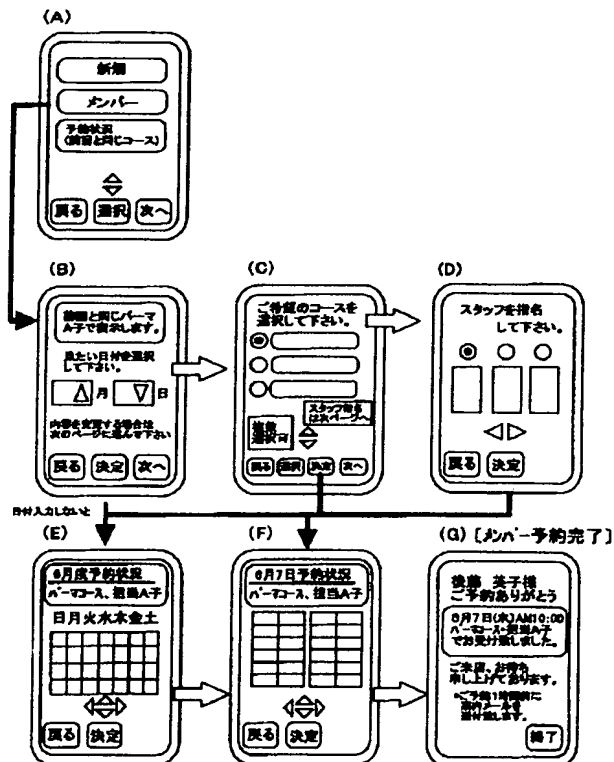 (A)
新規
メンバー
予約状況
(前回と同じコース)
戻る 選択 次へ
(B)
前回と同じパーマ
A子で表示します。
見たい日付を選択
して下さい。
月 日
内容を変更する場合は
次のページに進んで下さい
戻る 決定 次へ
(C)
ご希望のコースを
選択して下さい。
スタッフ指名
は次ページへ
複数
選択可
戻る 選択 決定 次へ
(D)
スタッフを指名
して下さい。
戻る 決定
日付入力しないと
(E)
6月度予約状況
パーマコース、担当A子
日月火水木金土
戻る 決定
(F)
6月7日予約状況
パーマコース、担当A子
戻る 決定
(G) [メンバー予約完了]
後藤 英子様
ご予約ありがとう
6月7日(水)AM10:00
パーマコース・担当A子
でお受け致しました。
ご来店、お待ち
申し上げております。
*ご予約1時間前に
案内メールを
送付致します。
終了